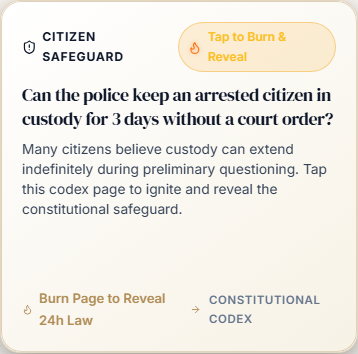 CITIZEN
SAFEGUARD
Tap to Burn &
Reveal
Can the police keep an arrested citizen in
custody for 3 days without a court order?
Many citizens believe custody can extend
indefinitely during preliminary questioning. Tap
this codex page to ignite and reveal the
constitutional safeguard.
Burn Page to Reveal
24h Law
CONSTITUTIONAL
CODEX